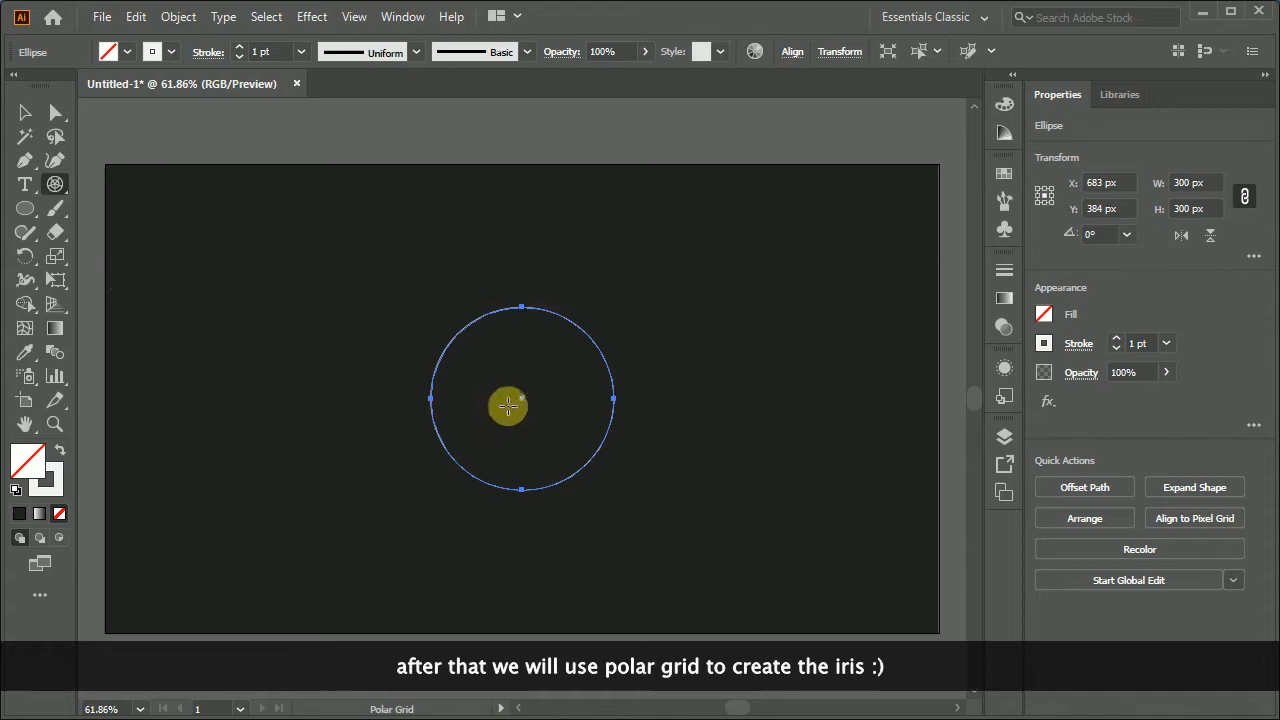 Ai File Edit Object Type Select Effect View Window Help Essentials Classic Search Adobe Stock
Ellipse Stroke: 1 pt Uniform Basic Opacity: 100% Style: Align Transform
Untitled-1* @ 61.86% (RGB/Preview)
Properties Libraries
Ellipse
Transform
X: 683 px W: 300 px
Y: 384 px H: 300 px
0°
Appearance
Fill
Stroke 1 pt
Opacity 100%
fx.
Quick Actions
Offset Path Expand Shape
Arrange Align to Pixel Grid
Recolor
Start Global Edit
after that we will use polar grid to create the iris :)
61.86% 1 Polar Grid